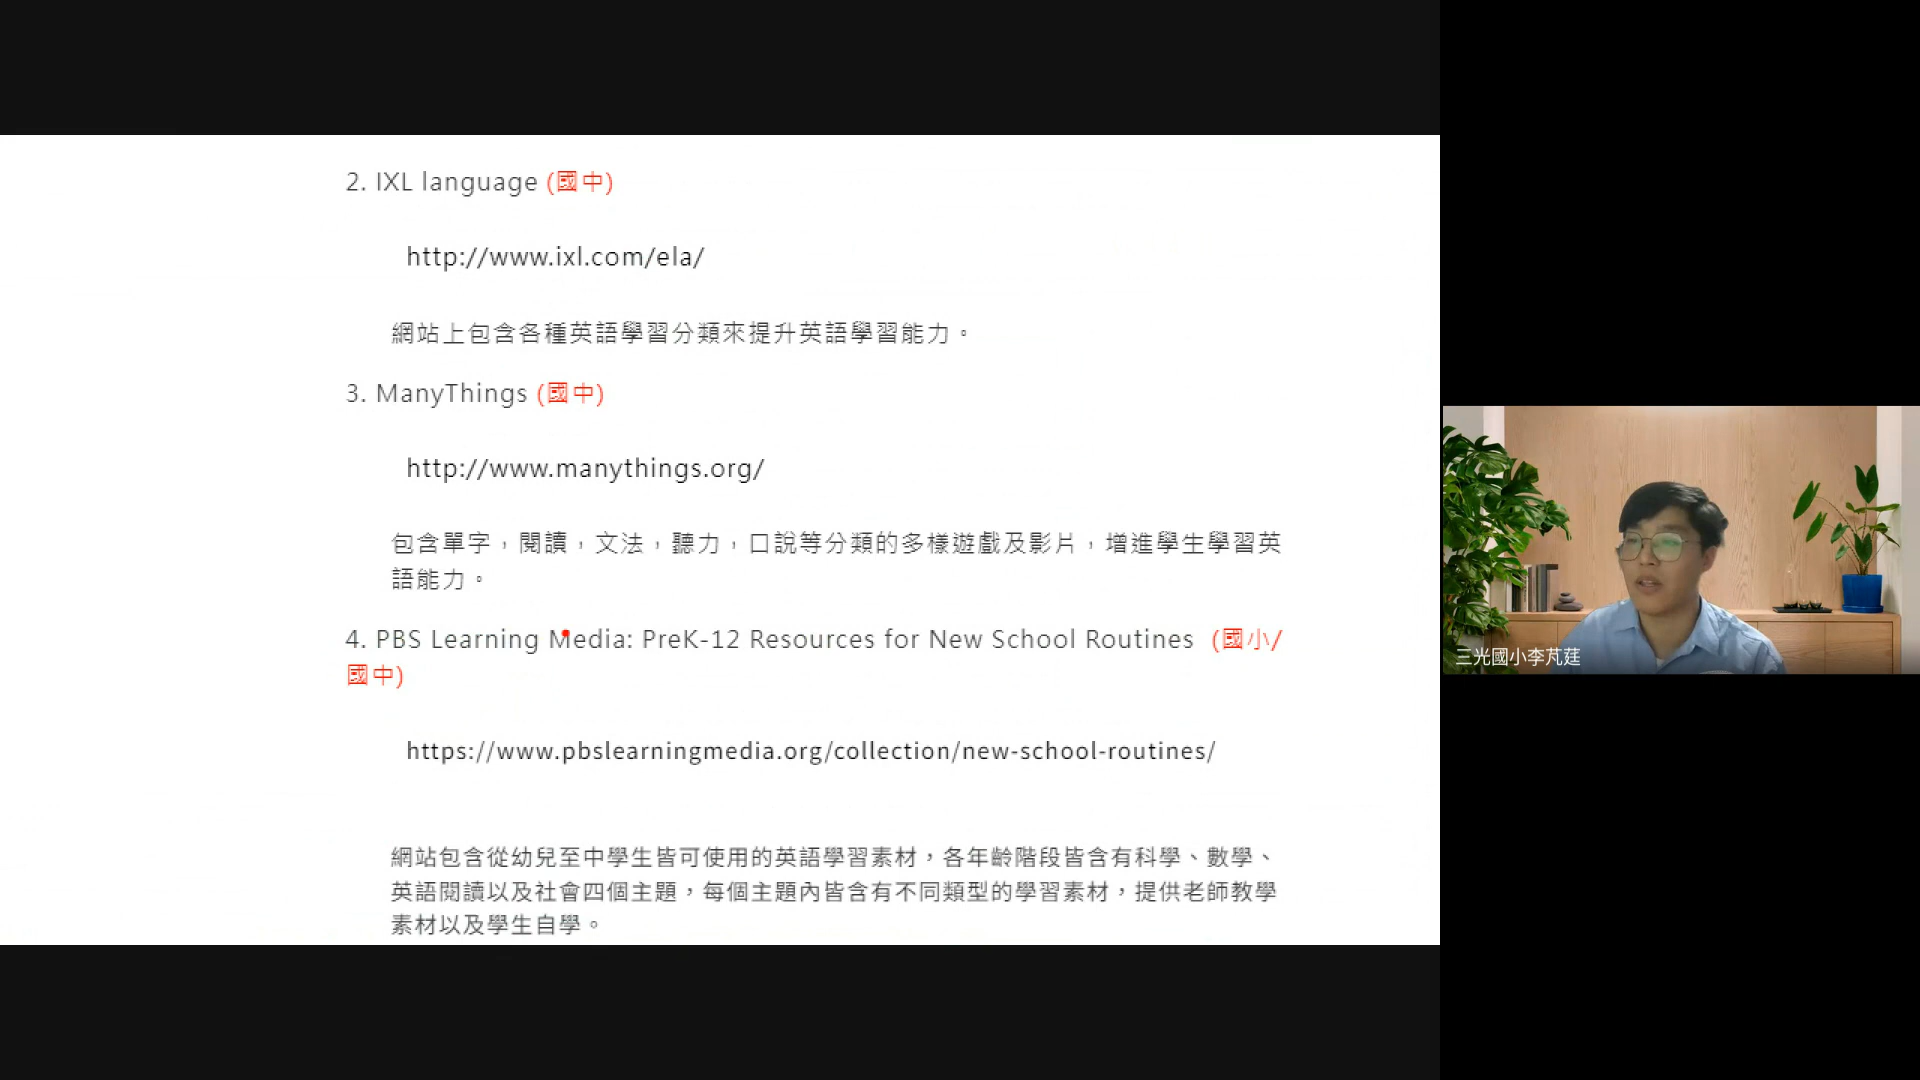 2. IXL language (國中)
http://www.ixl.com/ela/
網站上包含各種英語學習分類來提升英語學習能力。
3. ManyThings (國中)
http://www.manythings.org/
包含單字，閱讀，文法，聽力，口說等分類的多樣遊戲及影片，增進學生學習英
語能力。
4. PBS Learning Media: PreK-12 Resources for New School Routines (國小/
國中)
https://www.pbslearningmedia.org/collection/new-school-routines/
網站包含從幼兒至中學生皆可使用的英語學習素材，各年齡階段皆含有科學、數學、
英語閱讀以及社會四個主題，每個主題內皆含有不同類型的學習素材，提供老師教學
素材以及學生自學。
三光國小李芃莛